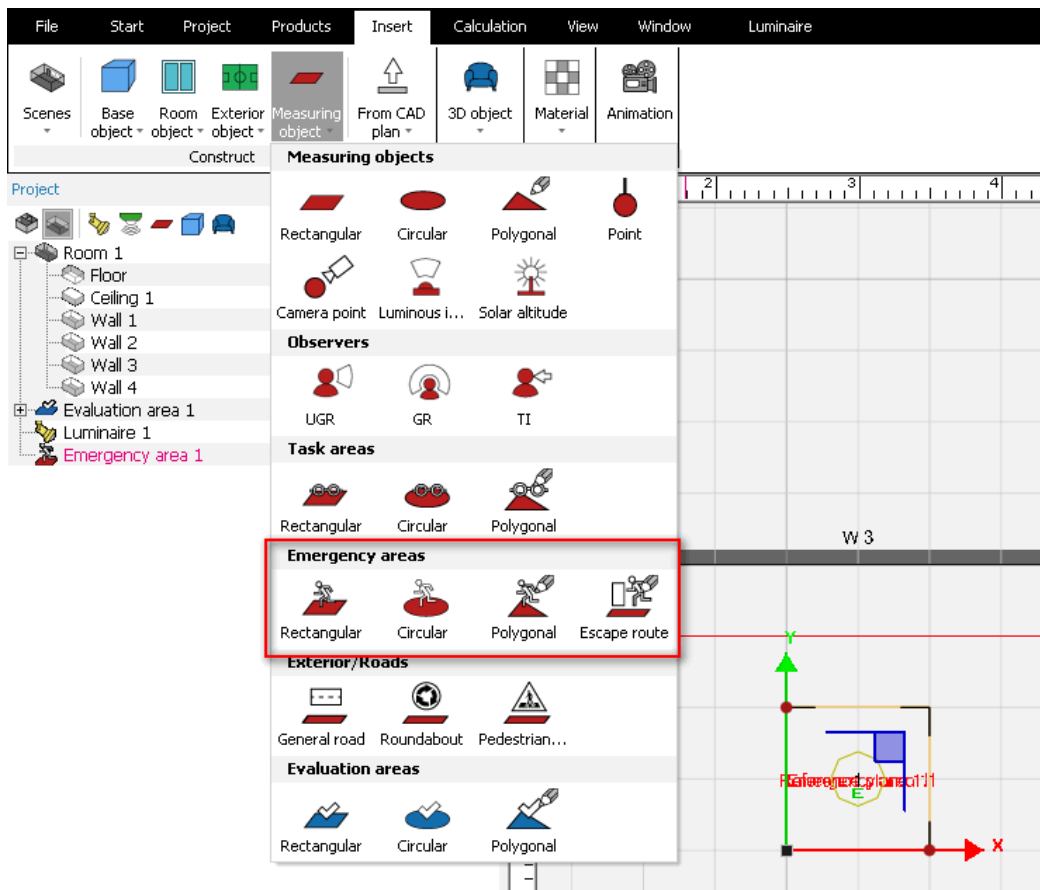 File Start Project Products Insert Calculation View Window Luminaire
Scenes Base object Room object Exterior object Measuring object From CAD plan 3D object Material Animation
Construct
Measuring objects
Rectangular Circular Polygonal Point
Camera point Luminous i... Solar altitude
Observers
UGR GR TI
Task areas
Rectangular Circular Polygonal
Emergency areas
Rectangular Circular Polygonal Escape route
Exterior/Roads
General road Roundabout Pedestrian...
Evaluation areas
Rectangular Circular Polygonal
Project
Room 1
Floor
Ceiling 1
Wall 1
Wall 2
Wall 3
Wall 4
Evaluation area 1
Luminaire 1
Emergency area 1
2 3 4
W 3
Y
1
E
X